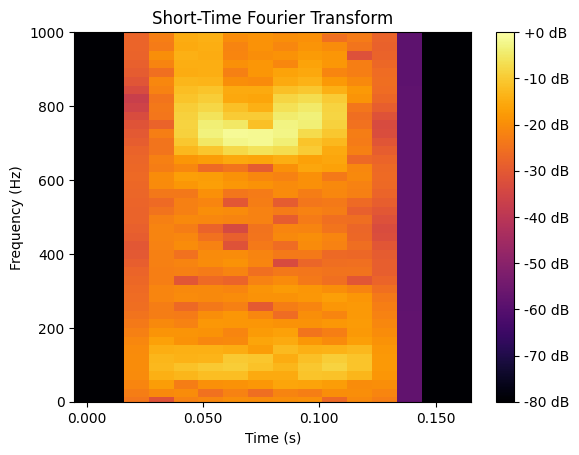 Short-Time Fourier Transform
1000
800
600
400
200
0
Frequency (Hz)
0.000
0.050
0.100
0.150
Time (s)
+0 dB
-10 dB
-20 dB
-30 dB
-40 dB
-50 dB
-60 dB
-70 dB
-80 dB